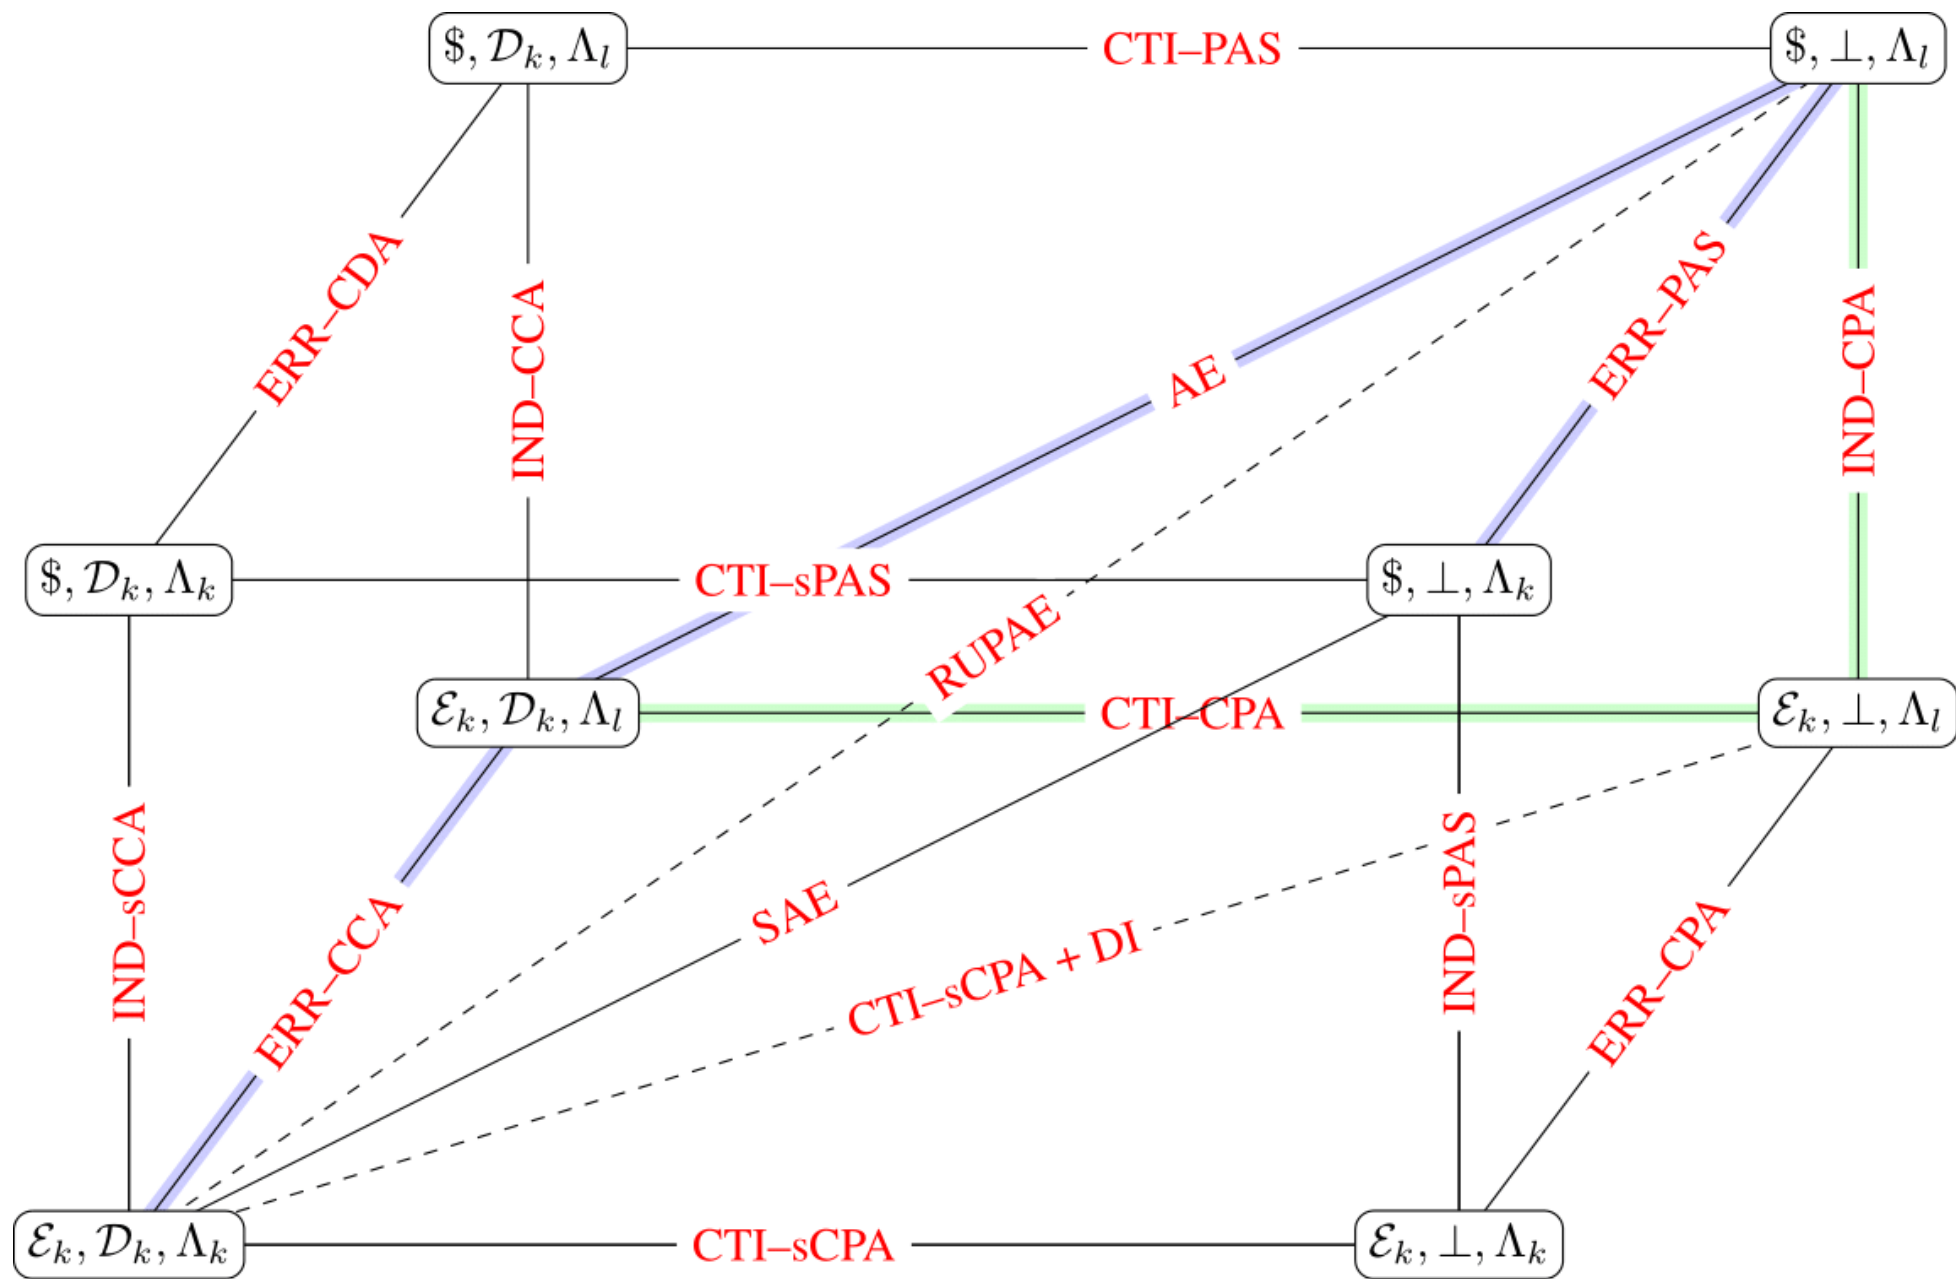 $, 𝒟ₖ, Λₗ
CTI–PAS
$, ⊥, Λₗ
ERR–CDA
IND–CCA
AE
ERR–PAS
IND–CPA
$, 𝒟ₖ, Λₖ
CTI–sPAS
$, ⊥, Λₖ
RUPAE
ℰₖ, 𝒟ₖ, Λₗ
CTI–CPA
ℰₖ, ⊥, Λₗ
IND–sCCA
ERR–CCA
SAE
CTI–sCPA + DI
IND–sPAS
ERR–CPA
ℰₖ, 𝒟ₖ, Λₖ
CTI–sCPA
ℰₖ, ⊥, Λₖ